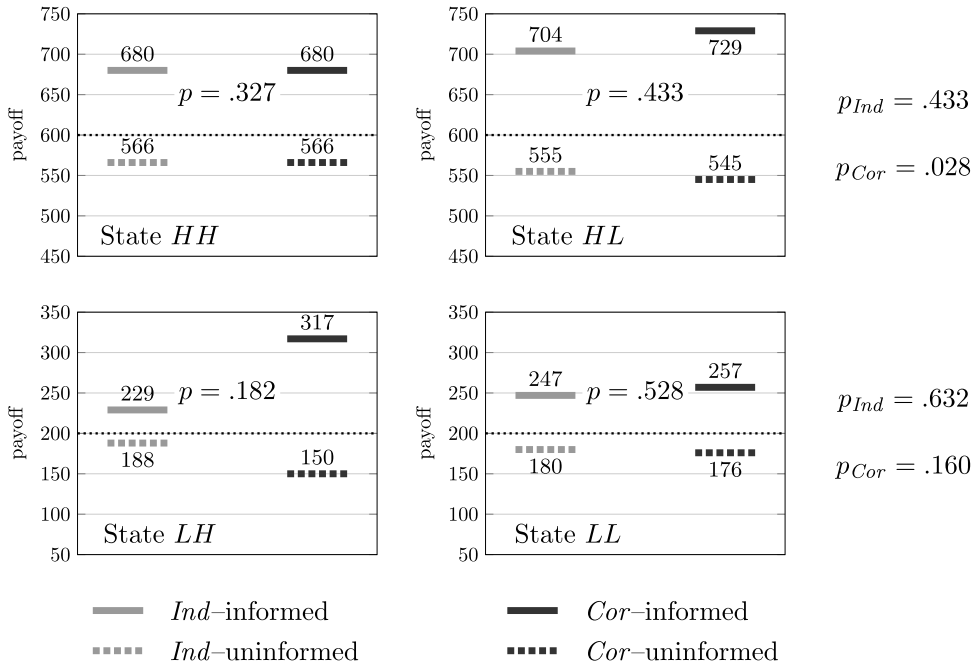 750
700
650
600
550
500
450
payoff
680
680
p = .327
566
566
State HH
750
700
650
600
550
500
450
payoff
704
729
p = .433
555
545
State HL
p_Ind = .433
p_Cor = .028
350
300
250
200
150
100
50
payoff
317
229
p = .182
188
150
State LH
350
300
250
200
150
100
50
payoff
247
257
p = .528
180
176
State LL
p_Ind = .632
p_Cor = .160
Ind–informed
Cor–informed
Ind–uninformed
Cor–uninformed